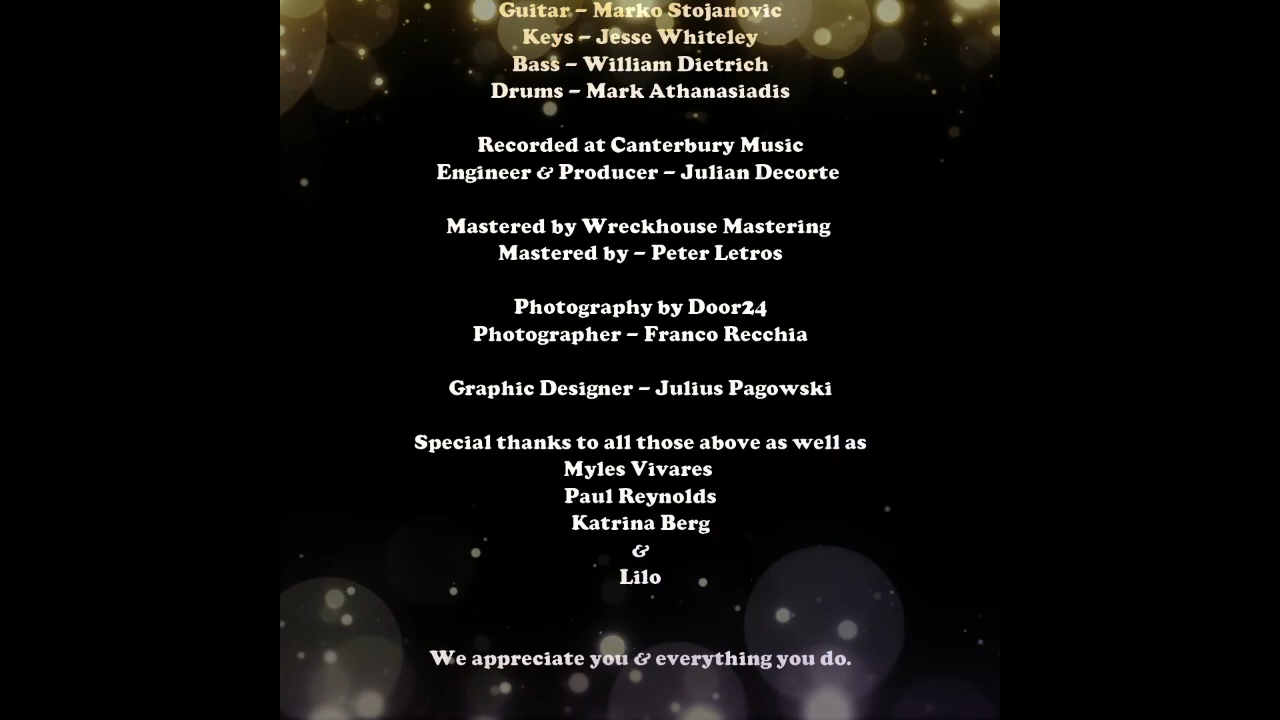 Guitar – Marko Stojanovic
Keys – Jesse Whiteley
Bass – William Dietrich
Drums – Mark Athanasiadis
Recorded at Canterbury Music
Engineer & Producer – Julian Decorte
Mastered by Wreckhouse Mastering
Mastered by – Peter Letros
Photography by Door24
Photographer – Franco Recchia
Graphic Designer – Julius Pagowski
Special thanks to all those above as well as
Myles Vivares
Paul Reynolds
Katrina Berg
&
Lilo
We appreciate you & everything you do.